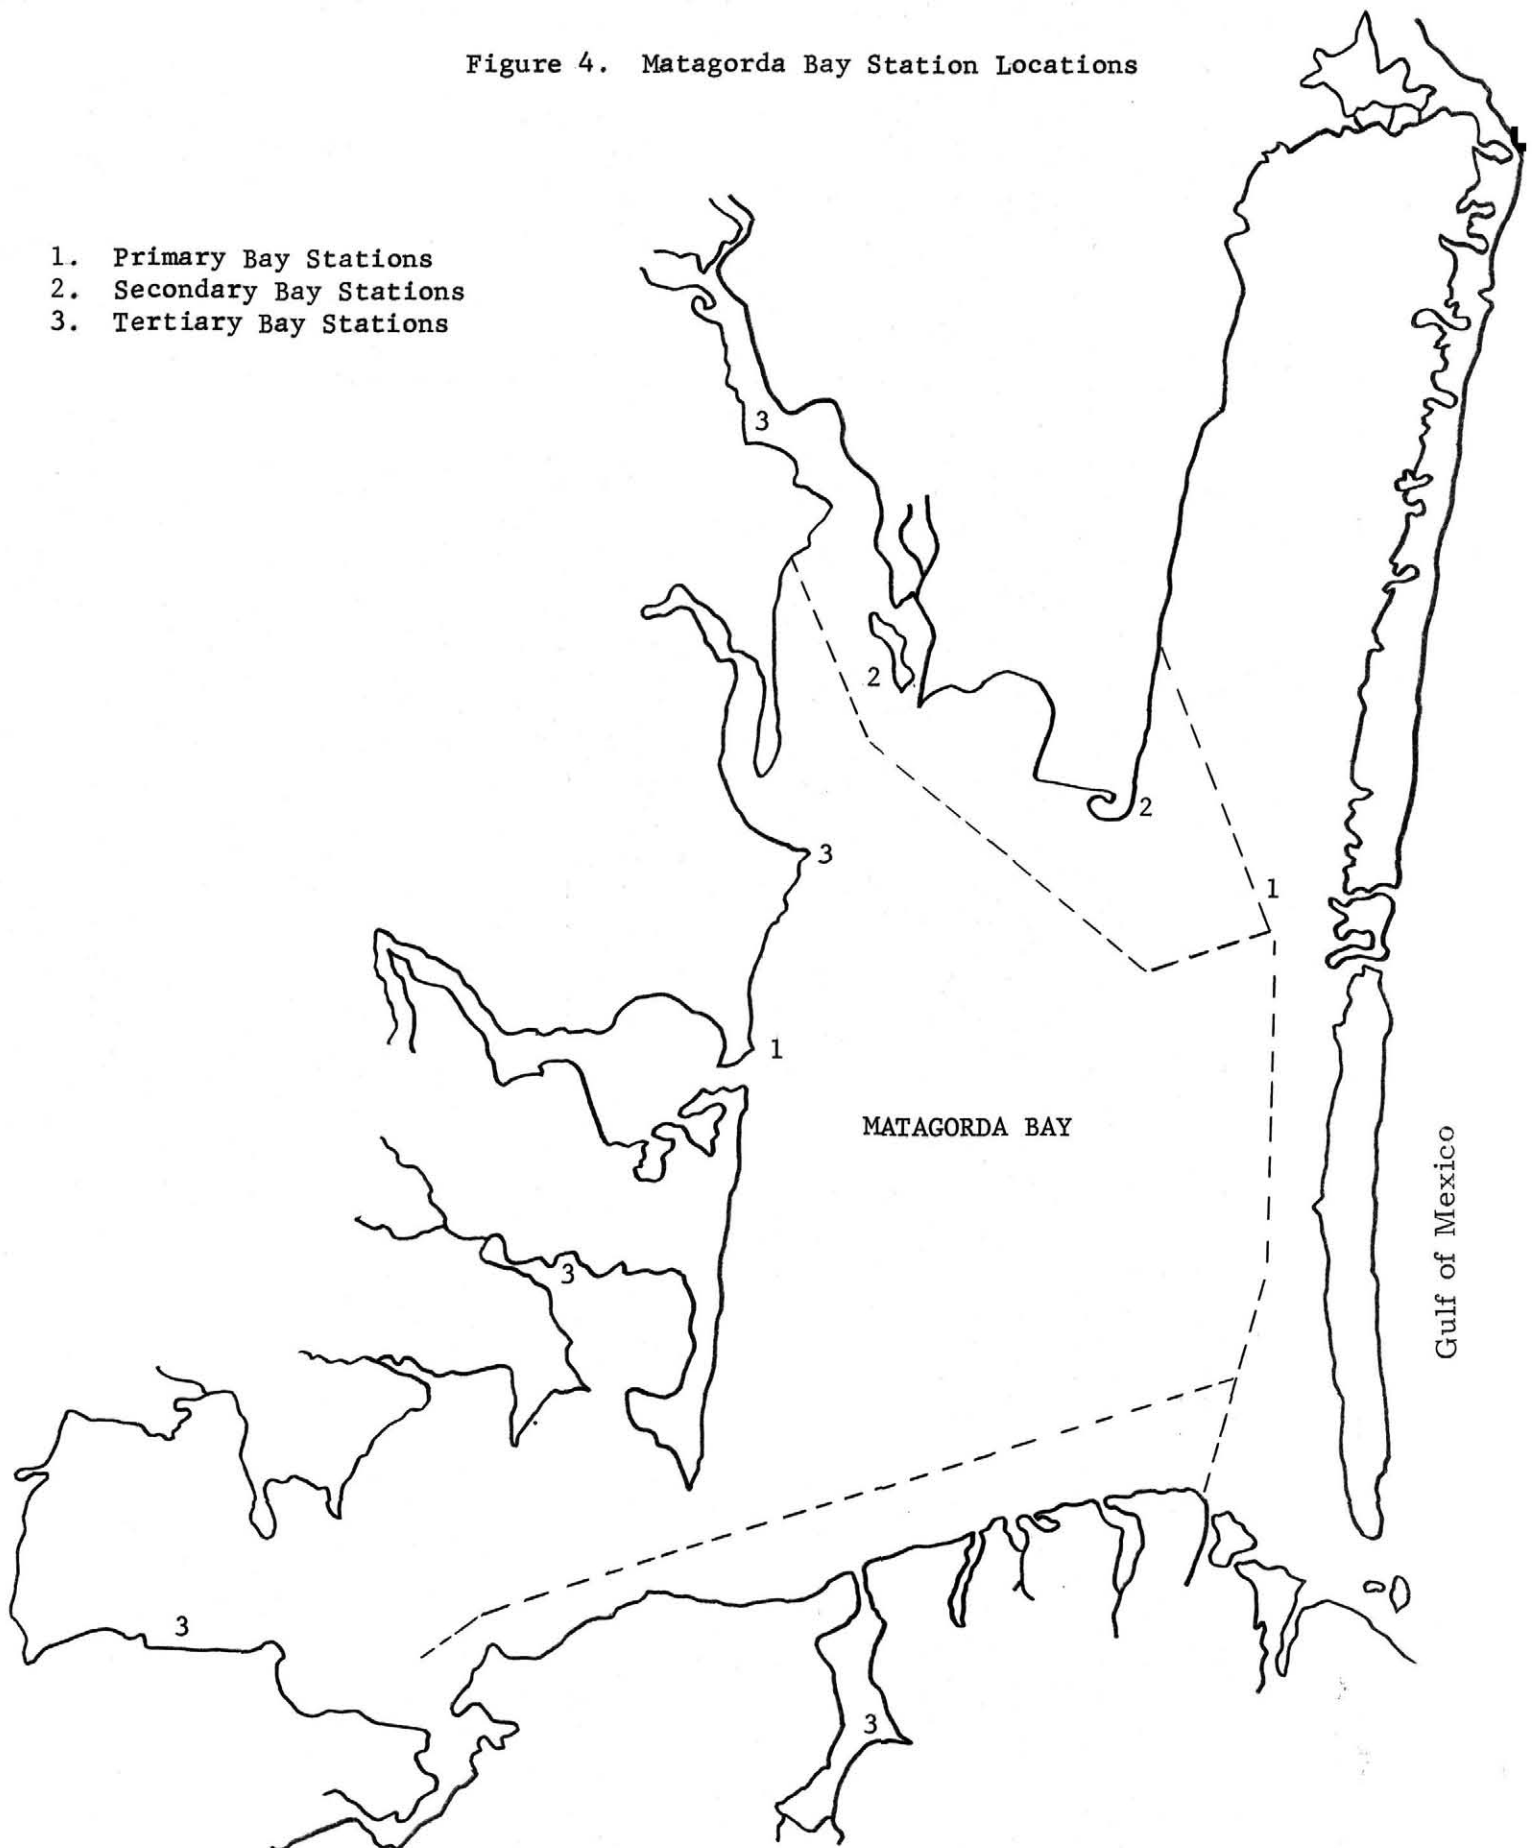 Figure 4. Matagorda Bay Station Locations
1. Primary Bay Stations
2. Secondary Bay Stations
3. Tertiary Bay Stations
3
2
2
3
1
1
MATAGORDA BAY
Gulf of Mexico
3
3
3